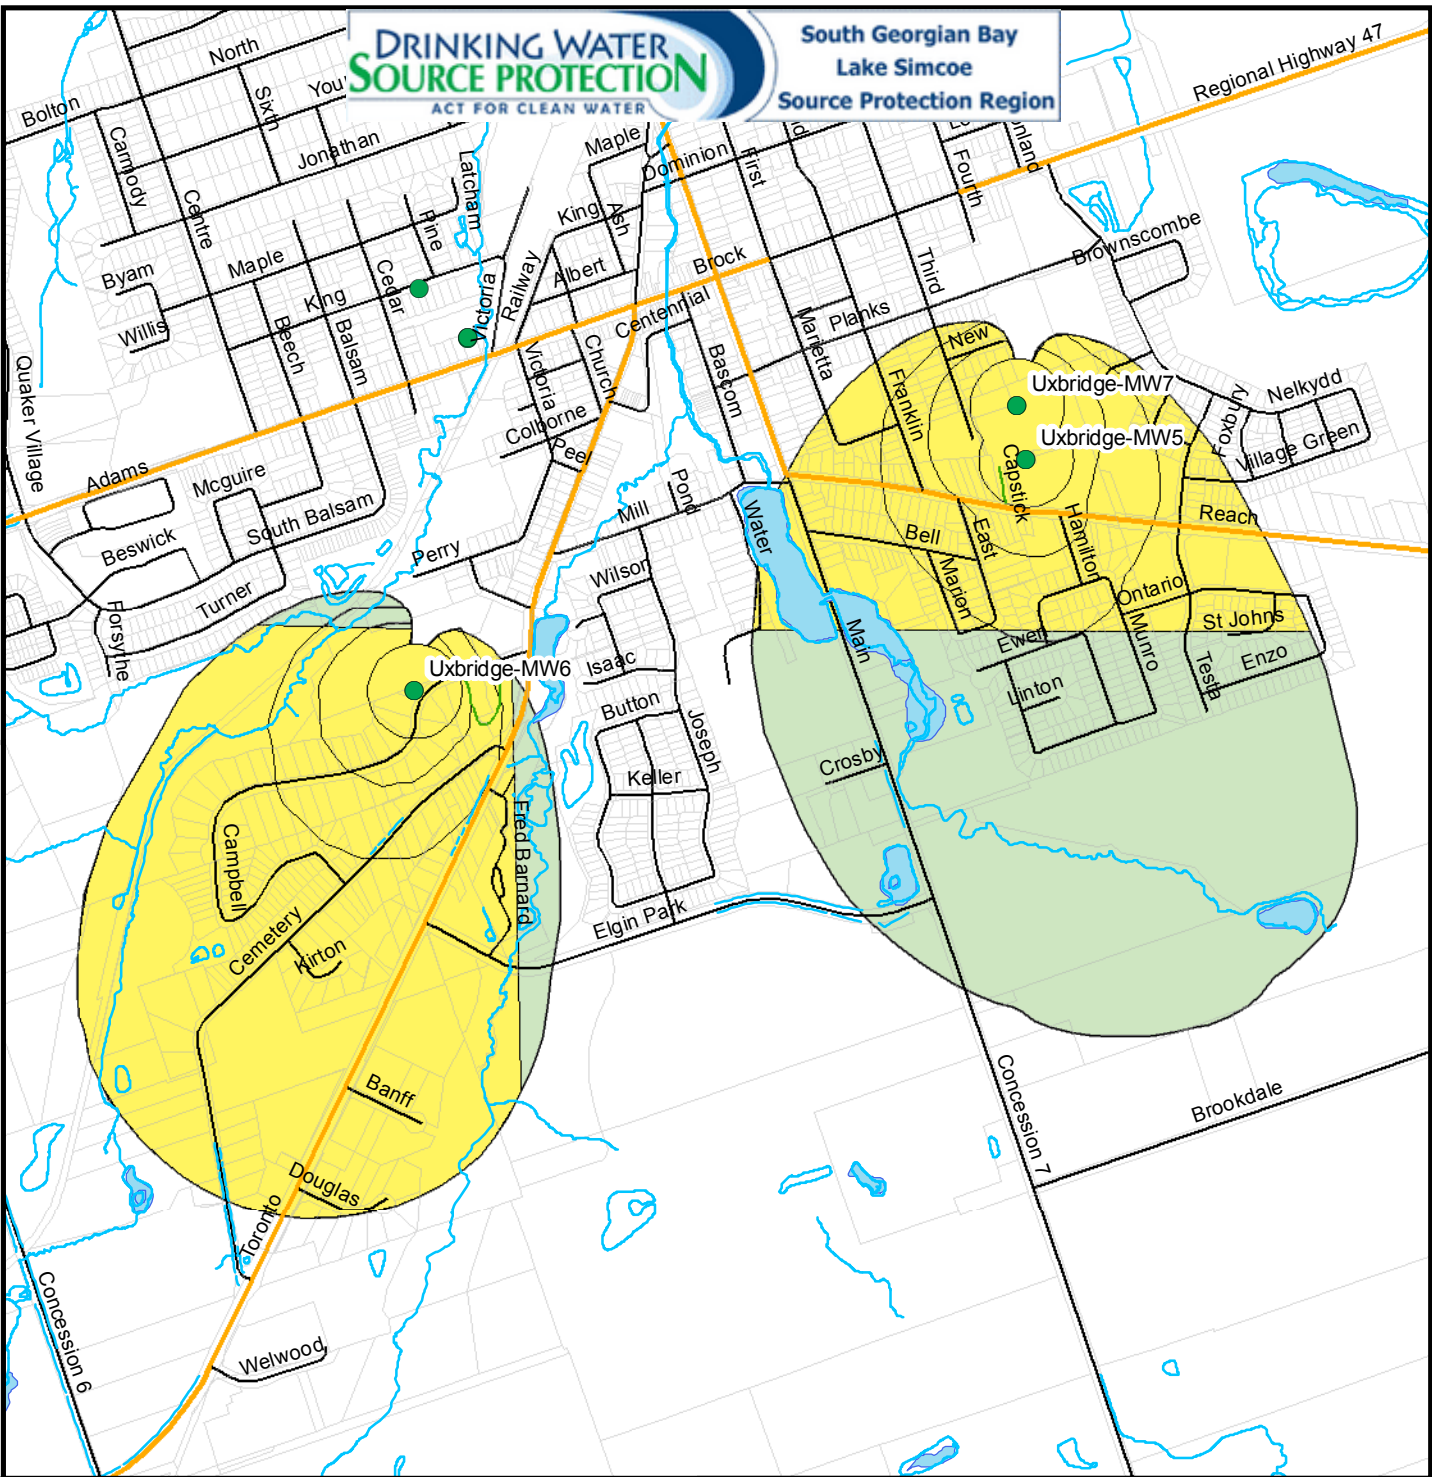 DRINKING WATER
SOURCE PROTECTION
ACT FOR CLEAN WATER
South Georgian Bay
Lake Simcoe
Source Protection Region
Regional Highway 47
North
Bolton
Sixth
You
Camody
Jonathan
Centre
Latcham
Maple
Dominion
First
Fourth
Pine
King
Ash
Byam
Maple
Cedar
Albert
Brock
Third
Brownscombe
Willis
King
Beech
Balsam
Victoria
Railway
Centennial
Marietta
Planks
New
Quaker Village
Victoria
Church
Bascom
Franklin
Uxbridge-MW7
Foxbury
Nelkydd
Colborne
Peel
Uxbridge-MW5
Capstick
Village Green
Adams
Mcguire
South Balsam
Pond
Mill
Water
Bell
East
Hamilton
Reach
Beswick
Perry
Wilson
Marion
Ontario
Turner
Forsythe
Main
Ewen
Munro
St Johns
Uxbridge-MW6
Isaac
Linton
Testa
Enzo
Button
Joseph
Keller
Crosby
Campbell
Fred Barnard
Cemetery
Kirton
Elgin Park
Banff
Concession 7
Brookdale
Douglas
Toronto
Concession 6
Welwood